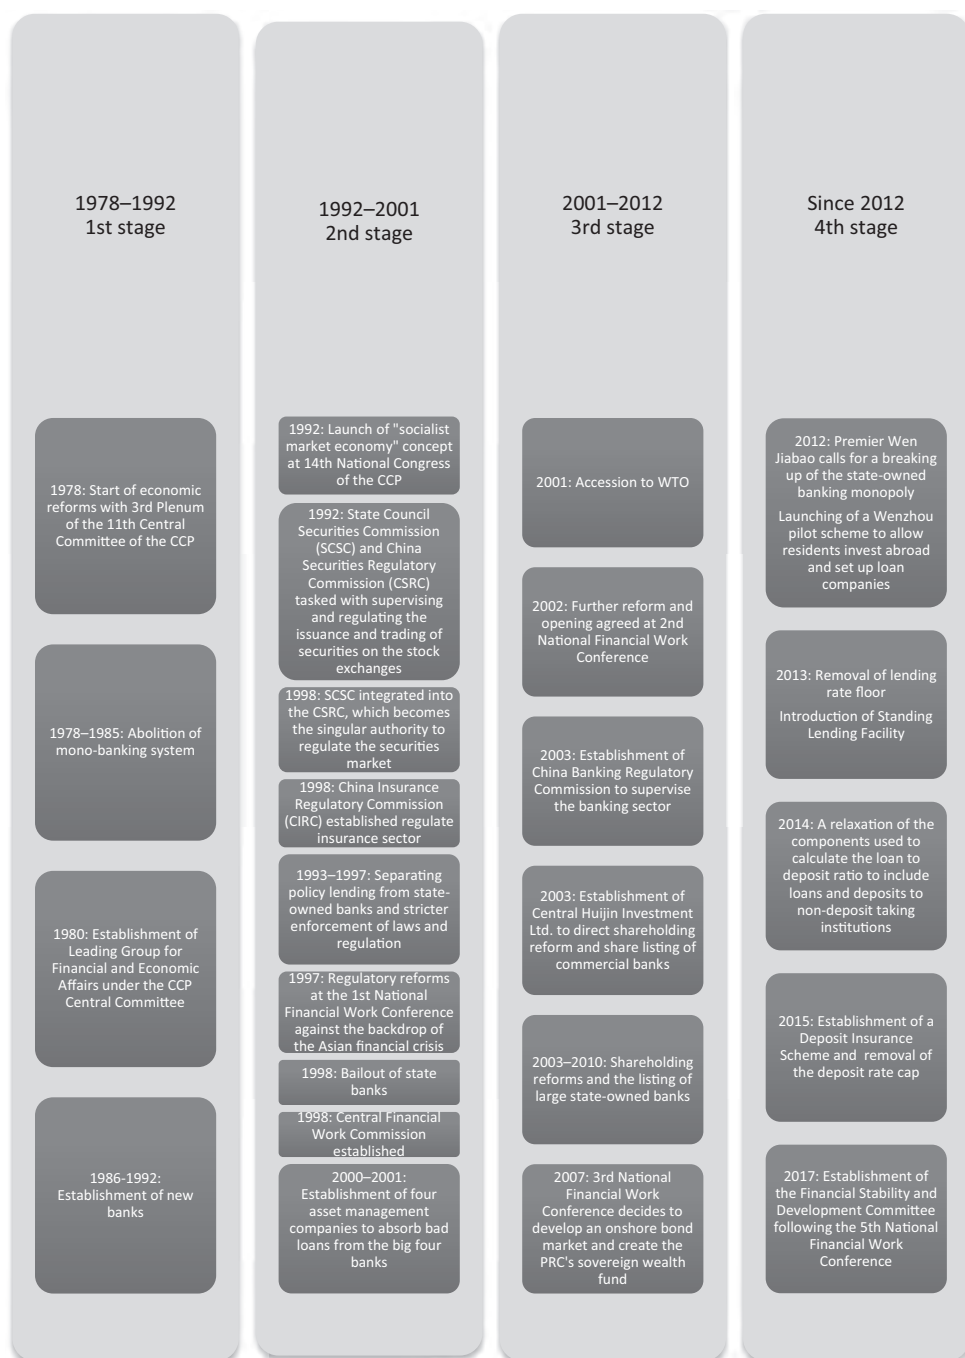 1978–1992
1st stage
1978: Start of economic
reforms with 3rd Plenum
of the 11th Central
Committee of the CCP
1978–1985: Abolition of
mono-banking system
1980: Establishment of
Leading Group for
Financial and Economic
Affairs under the CCP
Central Committee
1986-1992:
Establishment of new
banks
1992–2001
2nd stage
1992: Launch of "socialist
market economy" concept
at 14th National Congress
of the CCP
1992: State Council
Securities Commission
(SCSC) and China
Securities Regulatory
Commission (CSRC)
tasked with supervising
and regulating the
issuance and trading of
securities on the stock
exchanges
1998: SCSC integrated into
the CSRC, which becomes
the singular authority to
regulate the securities
market
1998: China Insurance
Regulatory Commission
(CIRC) established regulate
insurance sector
1993–1997: Separating
policy lending from state-
owned banks and stricter
enforcement of laws and
regulation
1997: Regulatory reforms
at the 1st National
Financial Work Conference
against the backdrop of
the Asian financial crisis
1998: Bailout of state
banks
1998: Central Financial
Work Commission
established
2000–2001:
Establishment of four
asset management
companies to absorb bad
loans from the big four
banks
2001–2012
3rd stage
2001: Accession to WTO
2002: Further reform and
opening agreed at 2nd
National Financial Work
Conference
2003: Establishment of
China Banking Regulatory
Commission to supervise
the banking sector
2003: Establishment of
Central Huijin Investment
Ltd. to direct shareholding
reform and share listing of
commercial banks
2003–2010: Shareholding
reforms and the listing of
large state-owned banks
2007: 3rd National
Financial Work
Conference decides to
develop an onshore bond
market and create the
PRC's sovereign wealth
fund
Since 2012
4th stage
2012: Premier Wen
Jiabao calls for a breaking
up of the state-owned
banking monopoly
Launching of a Wenzhou
pilot scheme to allow
residents invest abroad
and set up loan
companies
2013: Removal of lending
rate floor
Introduction of Standing
Lending Facility
2014: A relaxation of the
components used to
calculate the loan to
deposit ratio to include
loans and deposits to
non-deposit taking
institutions
2015: Establishment of a
Deposit Insurance
Scheme and removal of
the deposit rate cap
2017: Establishment of
the Financial Stability and
Development Committee
following the 5th National
Financial Work
Conference